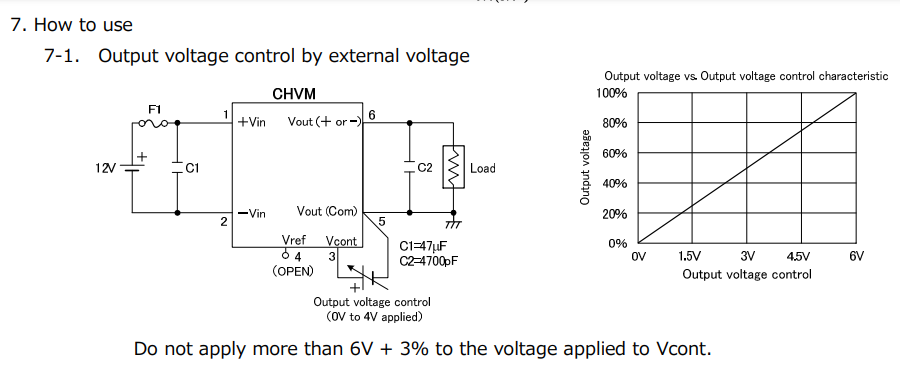 7. How to use
7-1. Output voltage control by external voltage
CHVM
F1
12V
+
C1
1
+Vin
Vout (+ or −)
6
C2
Load
2
−Vin
Vout (Com)
5
Vref
Vcont
4
3
(OPEN)
C1=47μF
C2=4700pF
+
Output voltage control
(0V to 4V applied)
Output voltage vs. Output voltage control characteristic
100%
80%
60%
40%
20%
0%
Output voltage
0V 1.5V 3V 4.5V 6V
Output voltage control
Do not apply more than 6V + 3% to the voltage applied to Vcont.